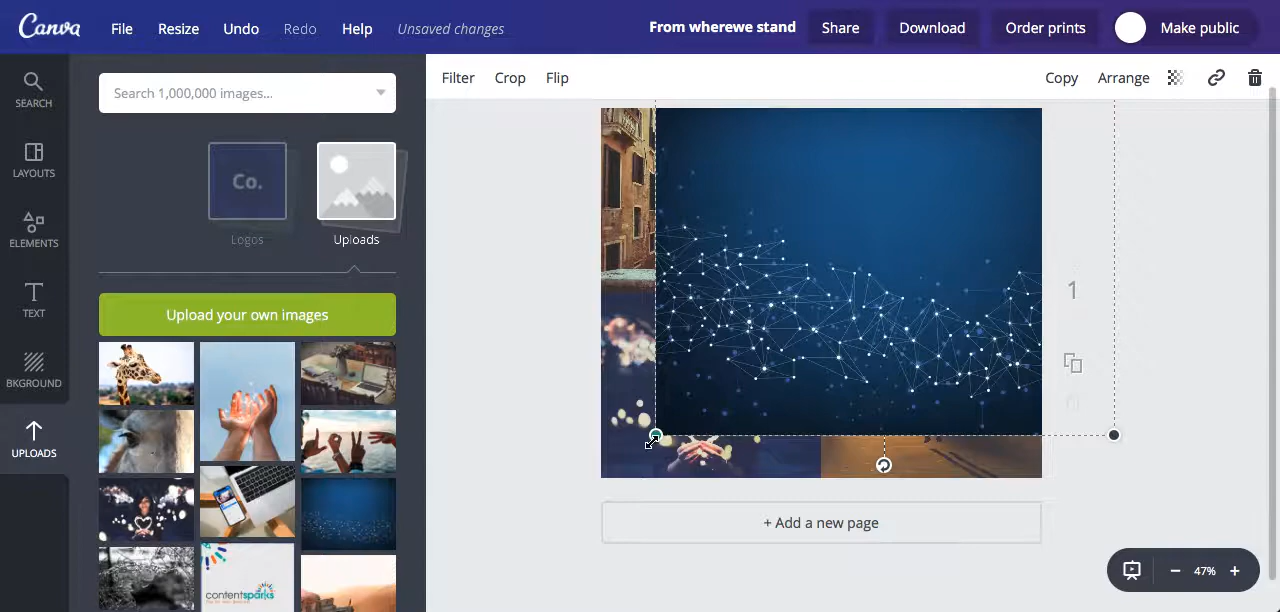 Canva File Resize Undo Redo Help Unsaved changes From wherewe stand Share Download Order prints Make public
Filter Crop Flip Copy Arrange
SEARCH
LAYOUTS
ELEMENTS
TEXT
BKGROUND
UPLOADS
Search 1,000,000 images...
Co.
Logos Uploads
Upload your own images
contentsparks
1
+ Add a new page
47%